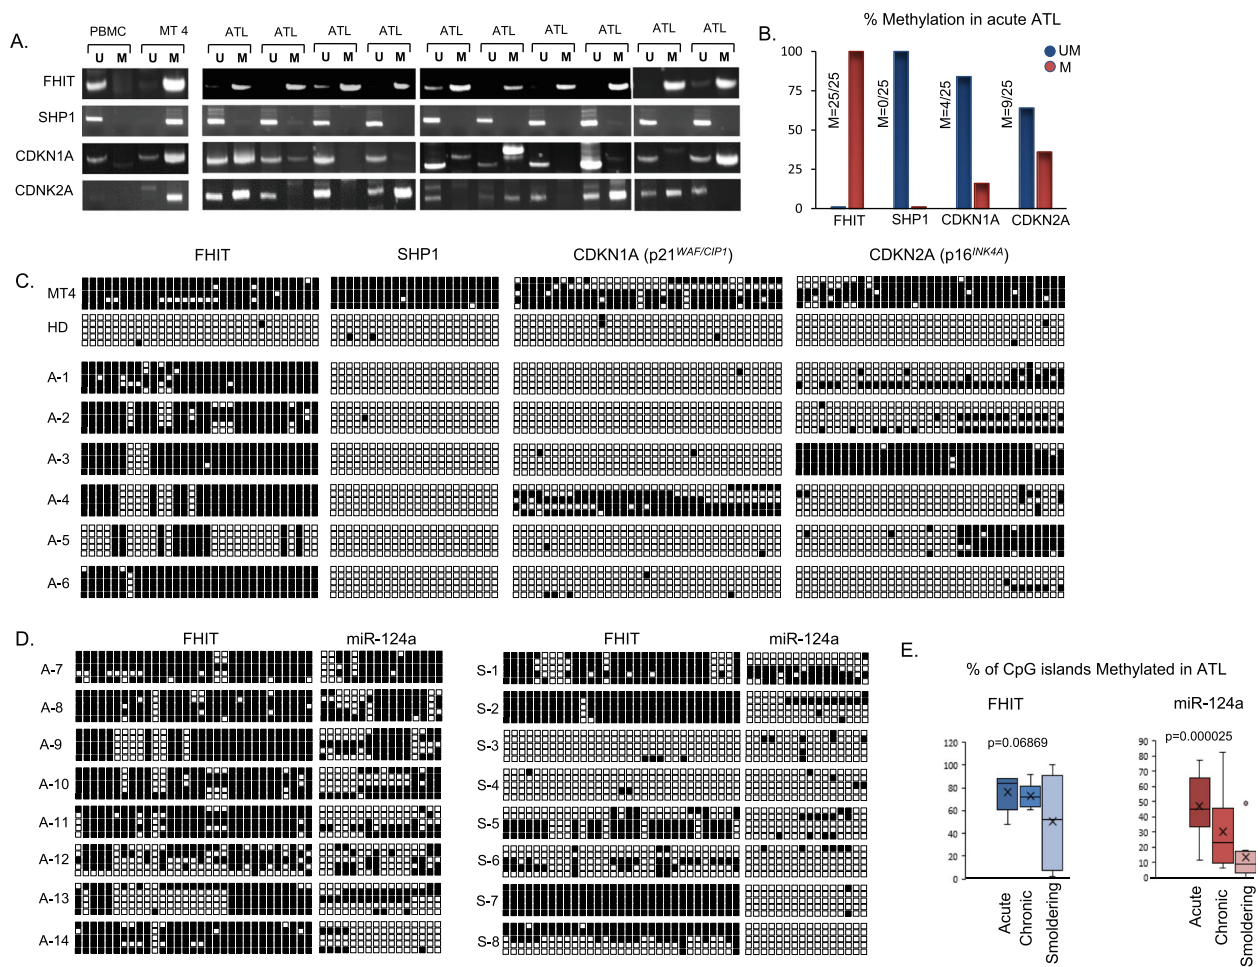 A.
PBMC MT 4 ATL ATL ATL ATL ATL ATL ATL ATL ATL ATL
U M U M U M U M U M U M U M U M U M U M U M U M
FHIT
SHP1
CDKN1A
CDNK2A
B.
% Methylation in acute ATL
UM
M
100
75
50
25
0
M=25/25
M=0/25
M=4/25
M=9/25
FHIT SHP1 CDKN1A CDKN2A
C.
FHIT SHP1 CDKN1A (p21WAF/CIP1) CDKN2A (p16INK4A)
MT4
HD
A-1
A-2
A-3
A-4
A-5
A-6
D.
FHIT miR-124a
A-7
A-8
A-9
A-10
A-11
A-12
A-13
A-14
FHIT miR-124a
S-1
S-2
S-3
S-4
S-5
S-6
S-7
S-8
E.
% of CpG islands Methylated in ATL
FHIT
p=0.06869
120
100
80
60
40
20
0
Acute
Chronic
Smoldering
miR-124a
p=0.000025
90
80
70
60
50
40
30
20
10
0
Acute
Chronic
Smoldering